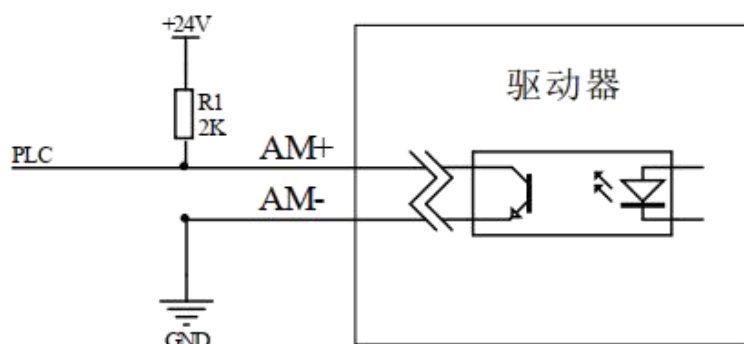 +24V
驱动器
R1
2K
PLC
AM+
AM-
GND